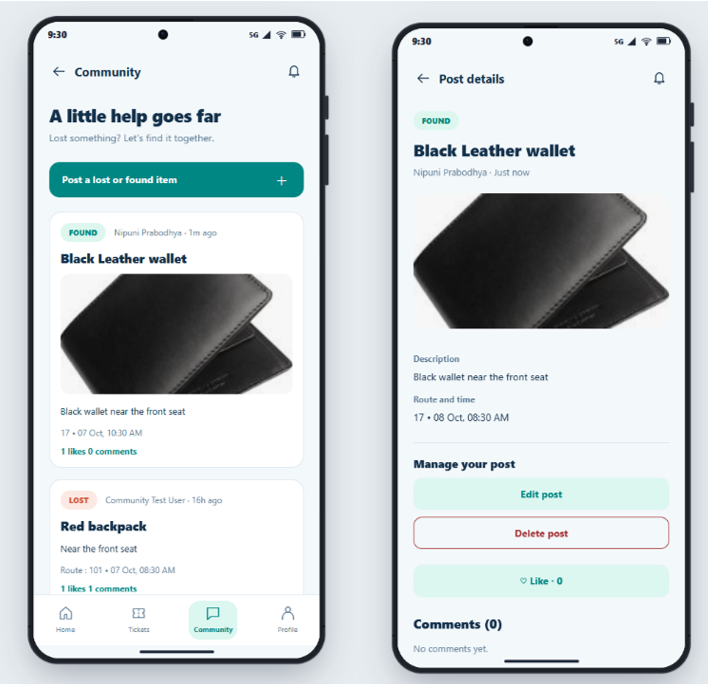 9:30
5G
Community
A little help goes far
Lost something? Let's find it together.
Post a lost or found item +
FOUND Nipuni Prabodhya · 1m ago
Black Leather wallet
Black wallet near the front seat
17 • 07 Oct, 10:30 AM
1 likes 0 comments
LOST Community Test User · 16h ago
Red backpack
Near the front seat
Route : 101 • 07 Oct, 08:30 AM
1 likes 1 comments
Home Tickets Community Profile
9:30
5G
Post details
FOUND
Black Leather wallet
Nipuni Prabodhya · Just now
Description
Black wallet near the front seat
Route and time
17 • 08 Oct, 08:30 AM
Manage your post
Edit post
Delete post
♡ Like · 0
Comments (0)
No comments yet.